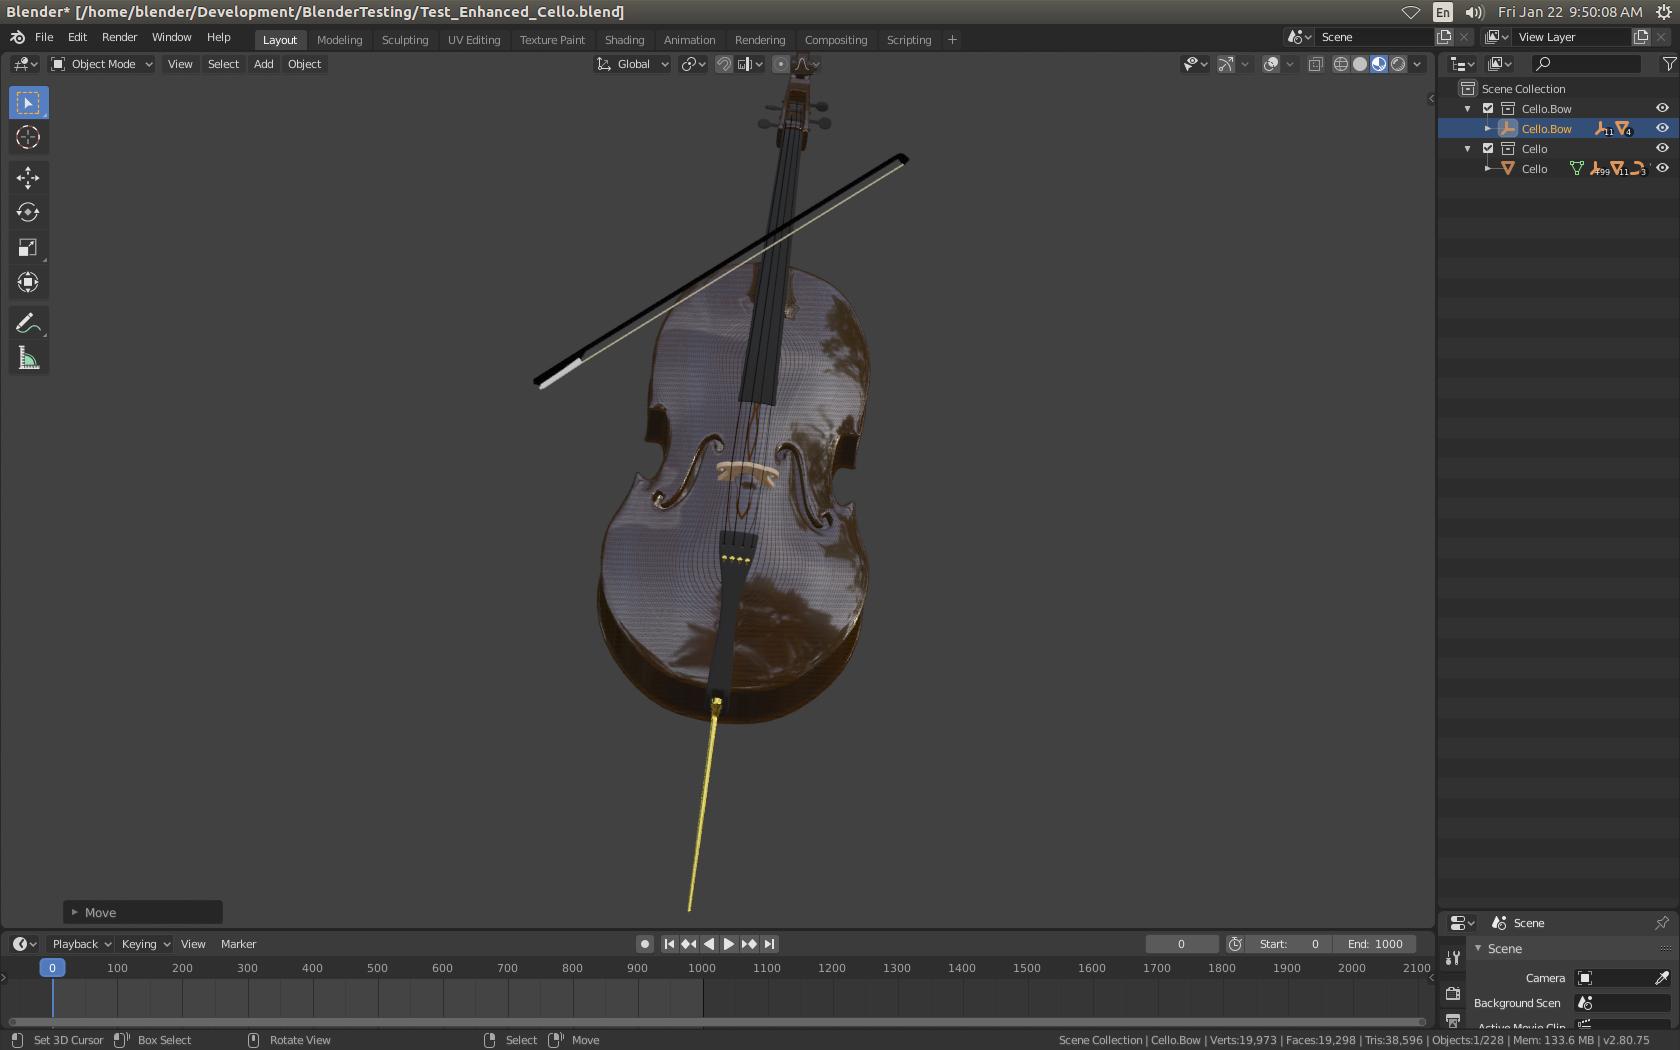 Blender* [/home/blender/Development/BlenderTesting/Test_Enhanced_Cello.blend]
En
Fri Jan 22 9:50:08 AM
File Edit Render Window Help
Layout Modeling Sculpting UV Editing Texture Paint Shading Animation Rendering Compositing Scripting +
Scene
View Layer
Object Mode View Select Add Object
Global
Scene Collection
Cello.Bow
Cello.Bow 11 4
Cello
Cello 11 3
Move
Scene
Scene
Camera
Background Scen
Active Movie Clip
Playback Keying View Marker
0
Start: 0
End: 1000
0 100 200 300 400 500 600 700 800 900 1000 1100 1200 1300 1400 1500 1600 1700 1800 1900 2000 2100
Set 3D Cursor Box Select Rotate View Select Move
Scene Collection | Cello.Bow | Verts:19,973 | Faces:19,298 | Tris:38,596 | Objects:1/228 | Mem: 133.6 MB | v2.80.75